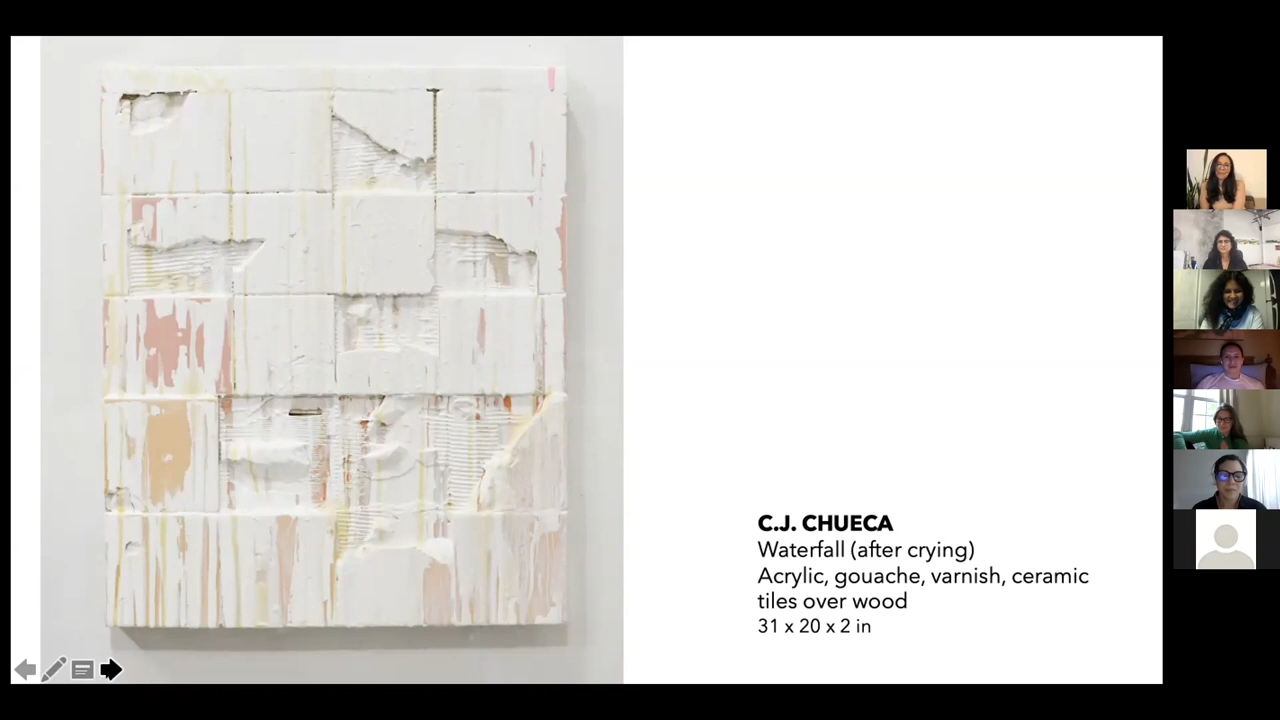 C.J. CHUECA
Waterfall (after crying)
Acrylic, gouache, varnish, ceramic
tiles over wood
31 x 20 x 2 in